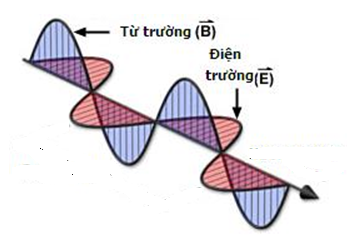 Từ trường (B⃗)
Điện
trường(E⃗)